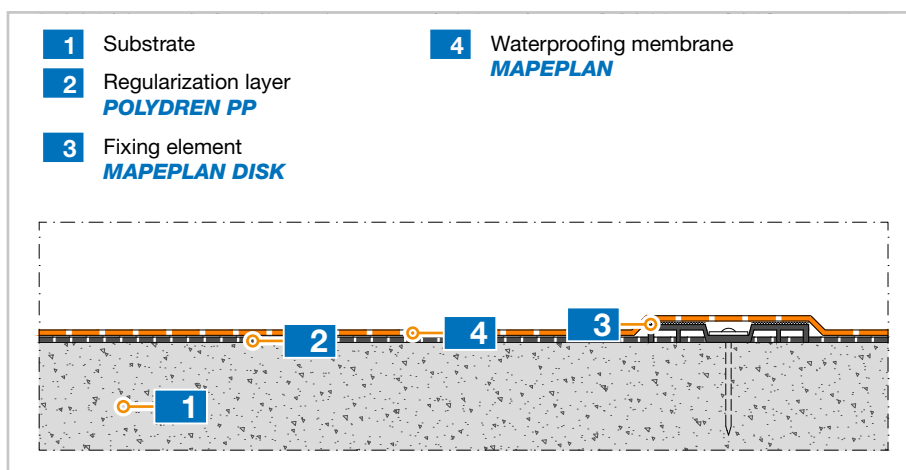 1 Substrate
2 Regularization layer
POLYDREN PP
3 Fixing element
MAPEPLAN DISK
4 Waterproofing membrane
MAPEPLAN
3
2
4
1